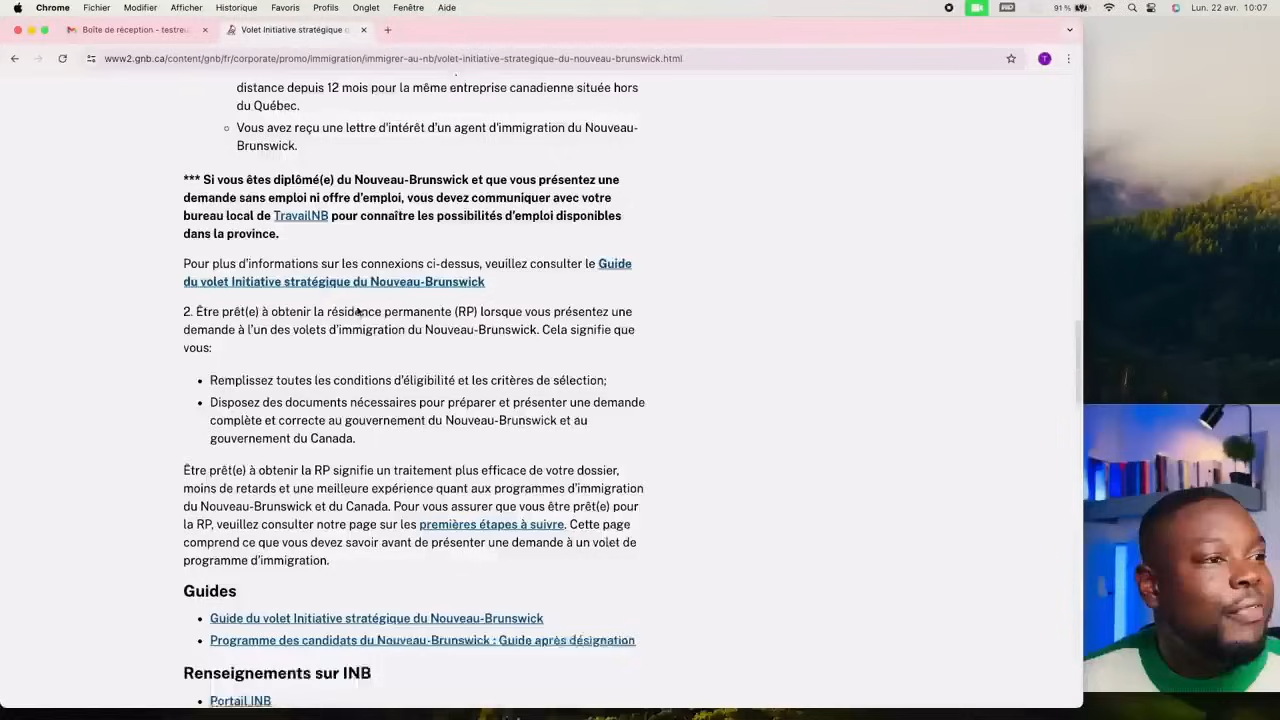 Chrome Fichier Modifier Afficher Historique Favoris Profils Onglet Fenêtre Aide 91 % Lun. 22 avr. 10:07
Boîte de réception - testreu
Volet Initiative stratégique d
www2.gnb.ca/content/gnb/fr/corporate/promo/immigration/immigrer-au-nb/volet-initiative-strategique-du-nouveau-brunswick.html
T
distance depuis 12 mois pour la même entreprise canadienne située hors
du Québec.
Vous avez reçu une lettre d'intérêt d'un agent d'immigration du Nouveau-
Brunswick.
*** Si vous êtes diplômé(e) du Nouveau-Brunswick et que vous présentez une
demande sans emploi ni offre d'emploi, vous devez communiquer avec votre
bureau local de TravailNB pour connaître les possibilités d'emploi disponibles
dans la province.
Pour plus d'informations sur les connexions ci-dessus, veuillez consulter le Guide
du volet Initiative stratégique du Nouveau-Brunswick
2. Être prêt(e) à obtenir la résidence permanente (RP) lorsque vous présentez une
demande à l'un des volets d'immigration du Nouveau-Brunswick. Cela signifie que
vous:
• Remplissez toutes les conditions d'éligibilité et les critères de sélection;
• Disposez des documents nécessaires pour préparer et présenter une demande
complète et correcte au gouvernement du Nouveau-Brunswick et au
gouvernement du Canada.
Être prêt(e) à obtenir la RP signifie un traitement plus efficace de votre dossier,
moins de retards et une meilleure expérience quant aux programmes d'immigration
du Nouveau-Brunswick et du Canada. Pour vous assurer que vous être prêt(e) pour
la RP, veuillez consulter notre page sur les premières étapes à suivre. Cette page
comprend ce que vous devez savoir avant de présenter une demande à un volet de
programme d'immigration.
Guides
• Guide du volet Initiative stratégique du Nouveau-Brunswick
• Programme des candidats du Nouveau-Brunswick : Guide après désignation
Renseignements sur INB
• Portail INB